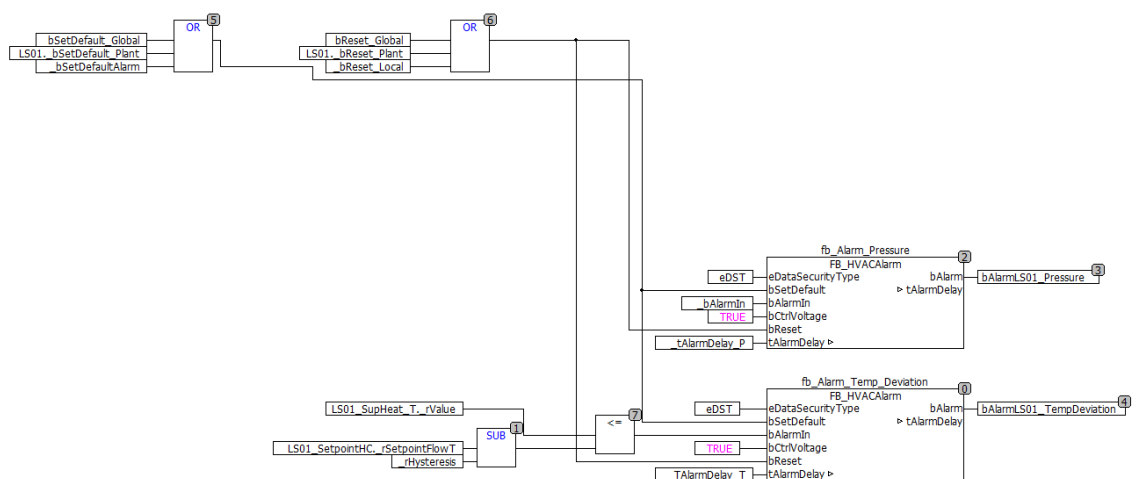 5
OR
bSetDefault_Global
LS01._bSetDefault_Plant
_bSetDefaultAlarm
6
OR
bReset_Global
LS01._bReset_Plant
_bReset_Local
fb_Alarm_Pressure
2
FB_HVACAlarm
3
eDST
eDataSecurityType
bAlarm
bAlarmLS01_Pressure
bSetDefault
tAlarmDelay
_bAlarmIn
bAlarmIn
TRUE
bCtrlVoltage
bReset
_tAlarmDelay_P
tAlarmDelay
fb_Alarm_Temp_Deviation
0
FB_HVACAlarm
4
LS01_SupHeat_T._rValue
eDST
eDataSecurityType
bAlarm
bAlarmLS01_TempDeviation
7
<=
bSetDefault
tAlarmDelay
1
SUB
bAlarmIn
LS01_SetpointHC._rSetpointFlowT
TRUE
bCtrlVoltage
_rHysteresis
bReset
TAlarmDelay_T
tAlarmDelay